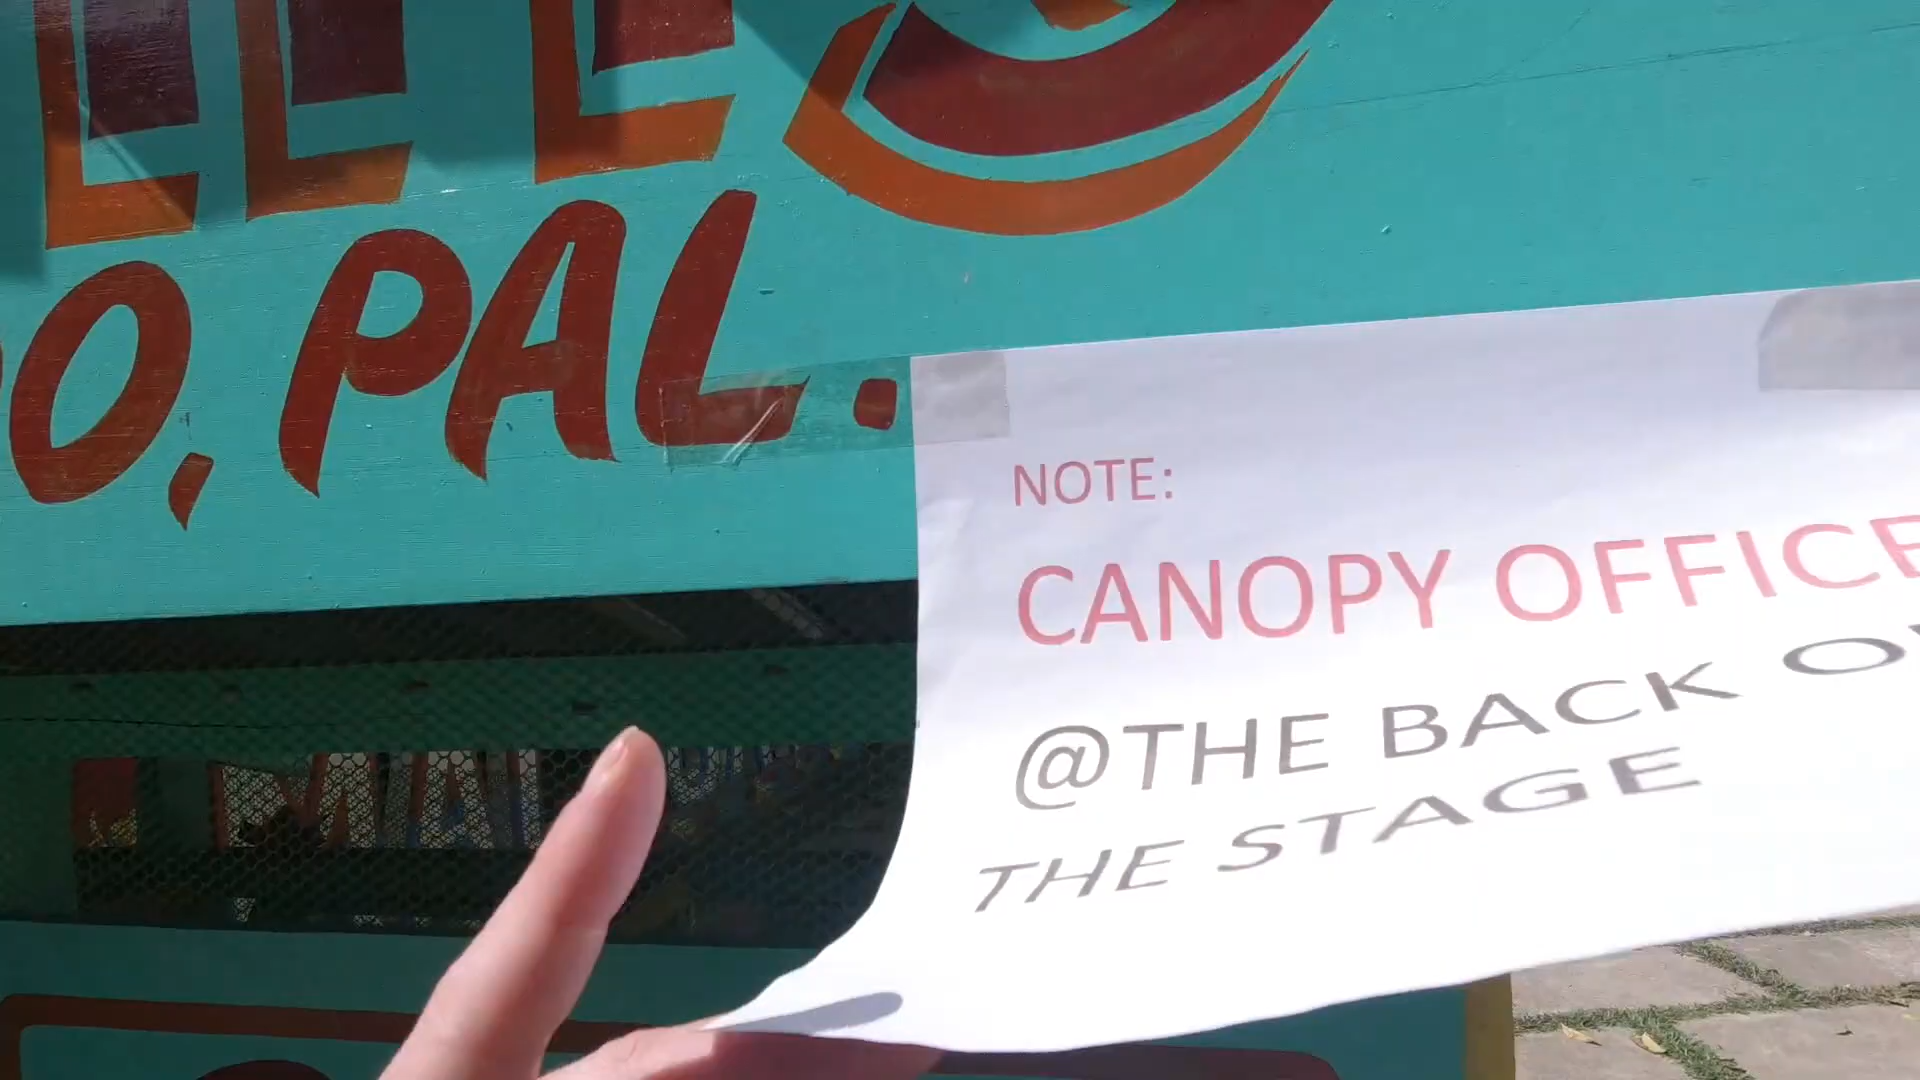 O, PAL.
NOTE:
CANOPY OFFICE
@THE BACK O
THE STAGE